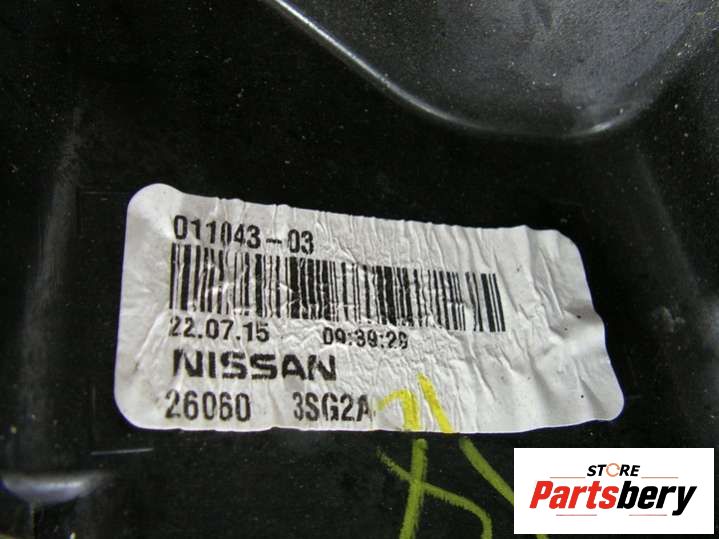 011043-03
22.07.15 09:39:29
NISSAN
26060 3SG2A
STORE
Partsbery